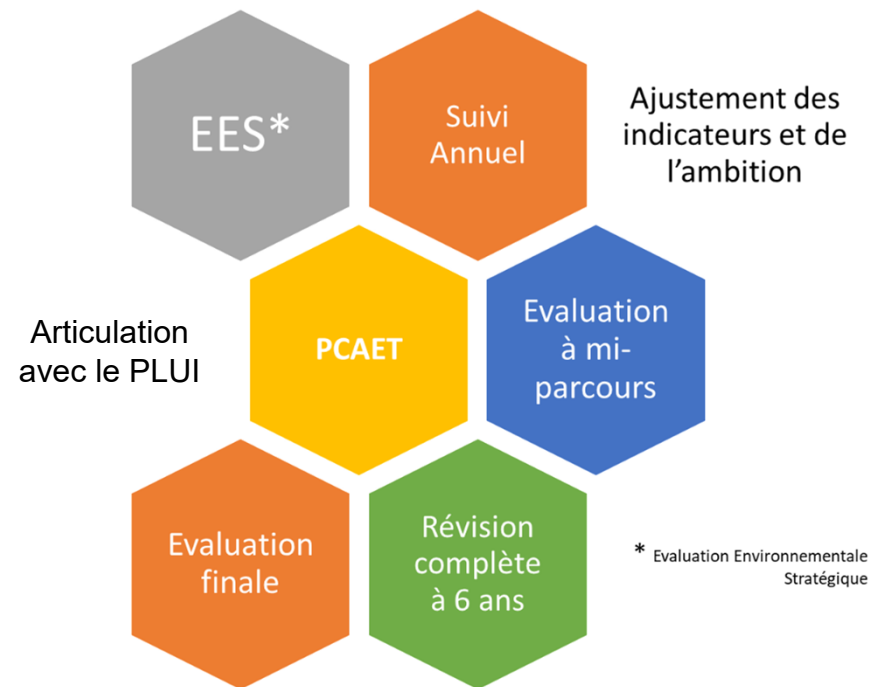 EES*
Suivi
Annuel
Ajustement des
indicateurs et de
l'ambition
Articulation
avec le PLUI
PCAET
Evaluation
à mi-
parcours
Evaluation
finale
Révision
complète
à 6 ans
* Evaluation Environnementale
Stratégique